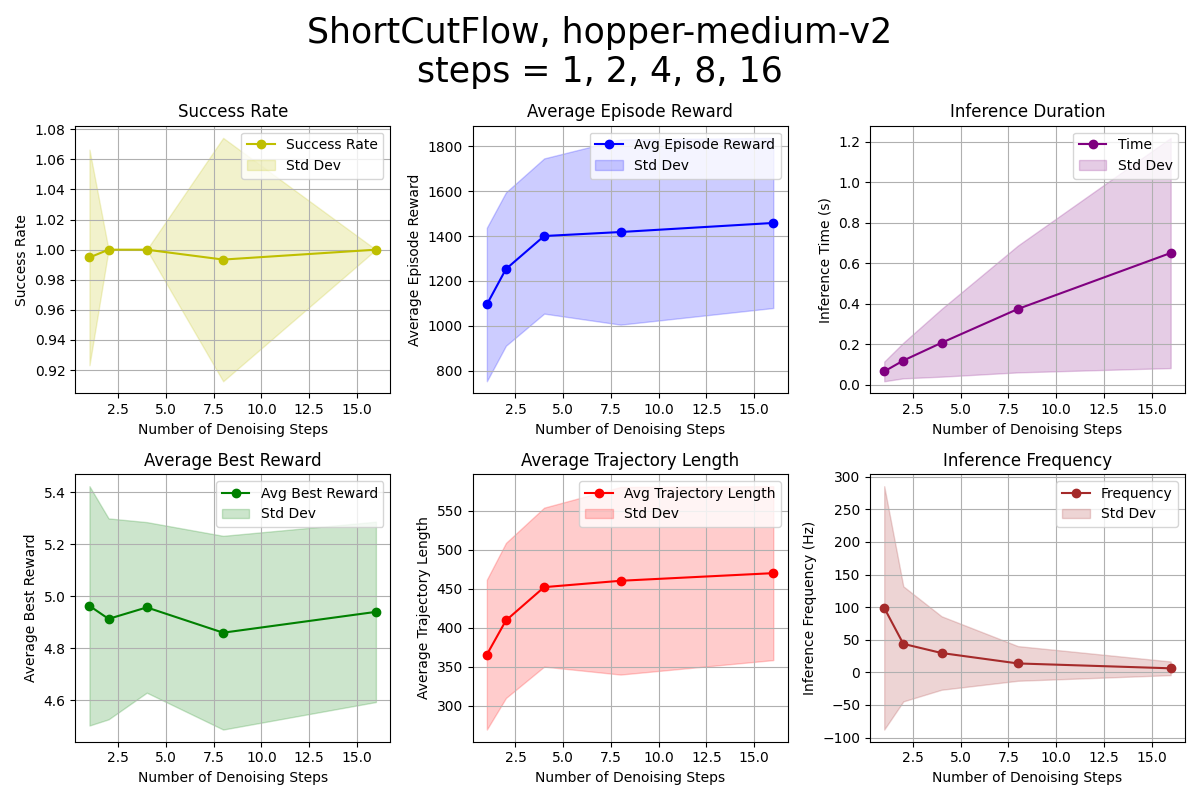 ShortCutFlow, hopper-medium-v2
steps = 1, 2, 4, 8, 16
Success Rate
1.08
1.06
1.04
1.02
1.00
0.98
0.96
0.94
0.92
Success Rate
Success Rate
Std Dev
2.5 5.0 7.5 10.0 12.5 15.0
Number of Denoising Steps
Average Episode Reward
1800
1600
1400
1200
1000
800
Average Episode Reward
Avg Episode Reward
Std Dev
2.5 5.0 7.5 10.0 12.5 15.0
Number of Denoising Steps
Inference Duration
1.2
1.0
0.8
0.6
0.4
0.2
0.0
Inference Time (s)
Time
Std Dev
2.5 5.0 7.5 10.0 12.5 15.0
Number of Denoising Steps
Average Best Reward
5.4
5.2
5.0
4.8
4.6
Average Best Reward
Avg Best Reward
Std Dev
2.5 5.0 7.5 10.0 12.5 15.0
Number of Denoising Steps
Average Trajectory Length
550
500
450
400
350
300
Average Trajectory Length
Avg Trajectory Length
Std Dev
2.5 5.0 7.5 10.0 12.5 15.0
Number of Denoising Steps
Inference Frequency
300
250
200
150
100
50
0
−50
−100
Inference Frequency (Hz)
Frequency
Std Dev
2.5 5.0 7.5 10.0 12.5 15.0
Number of Denoising Steps